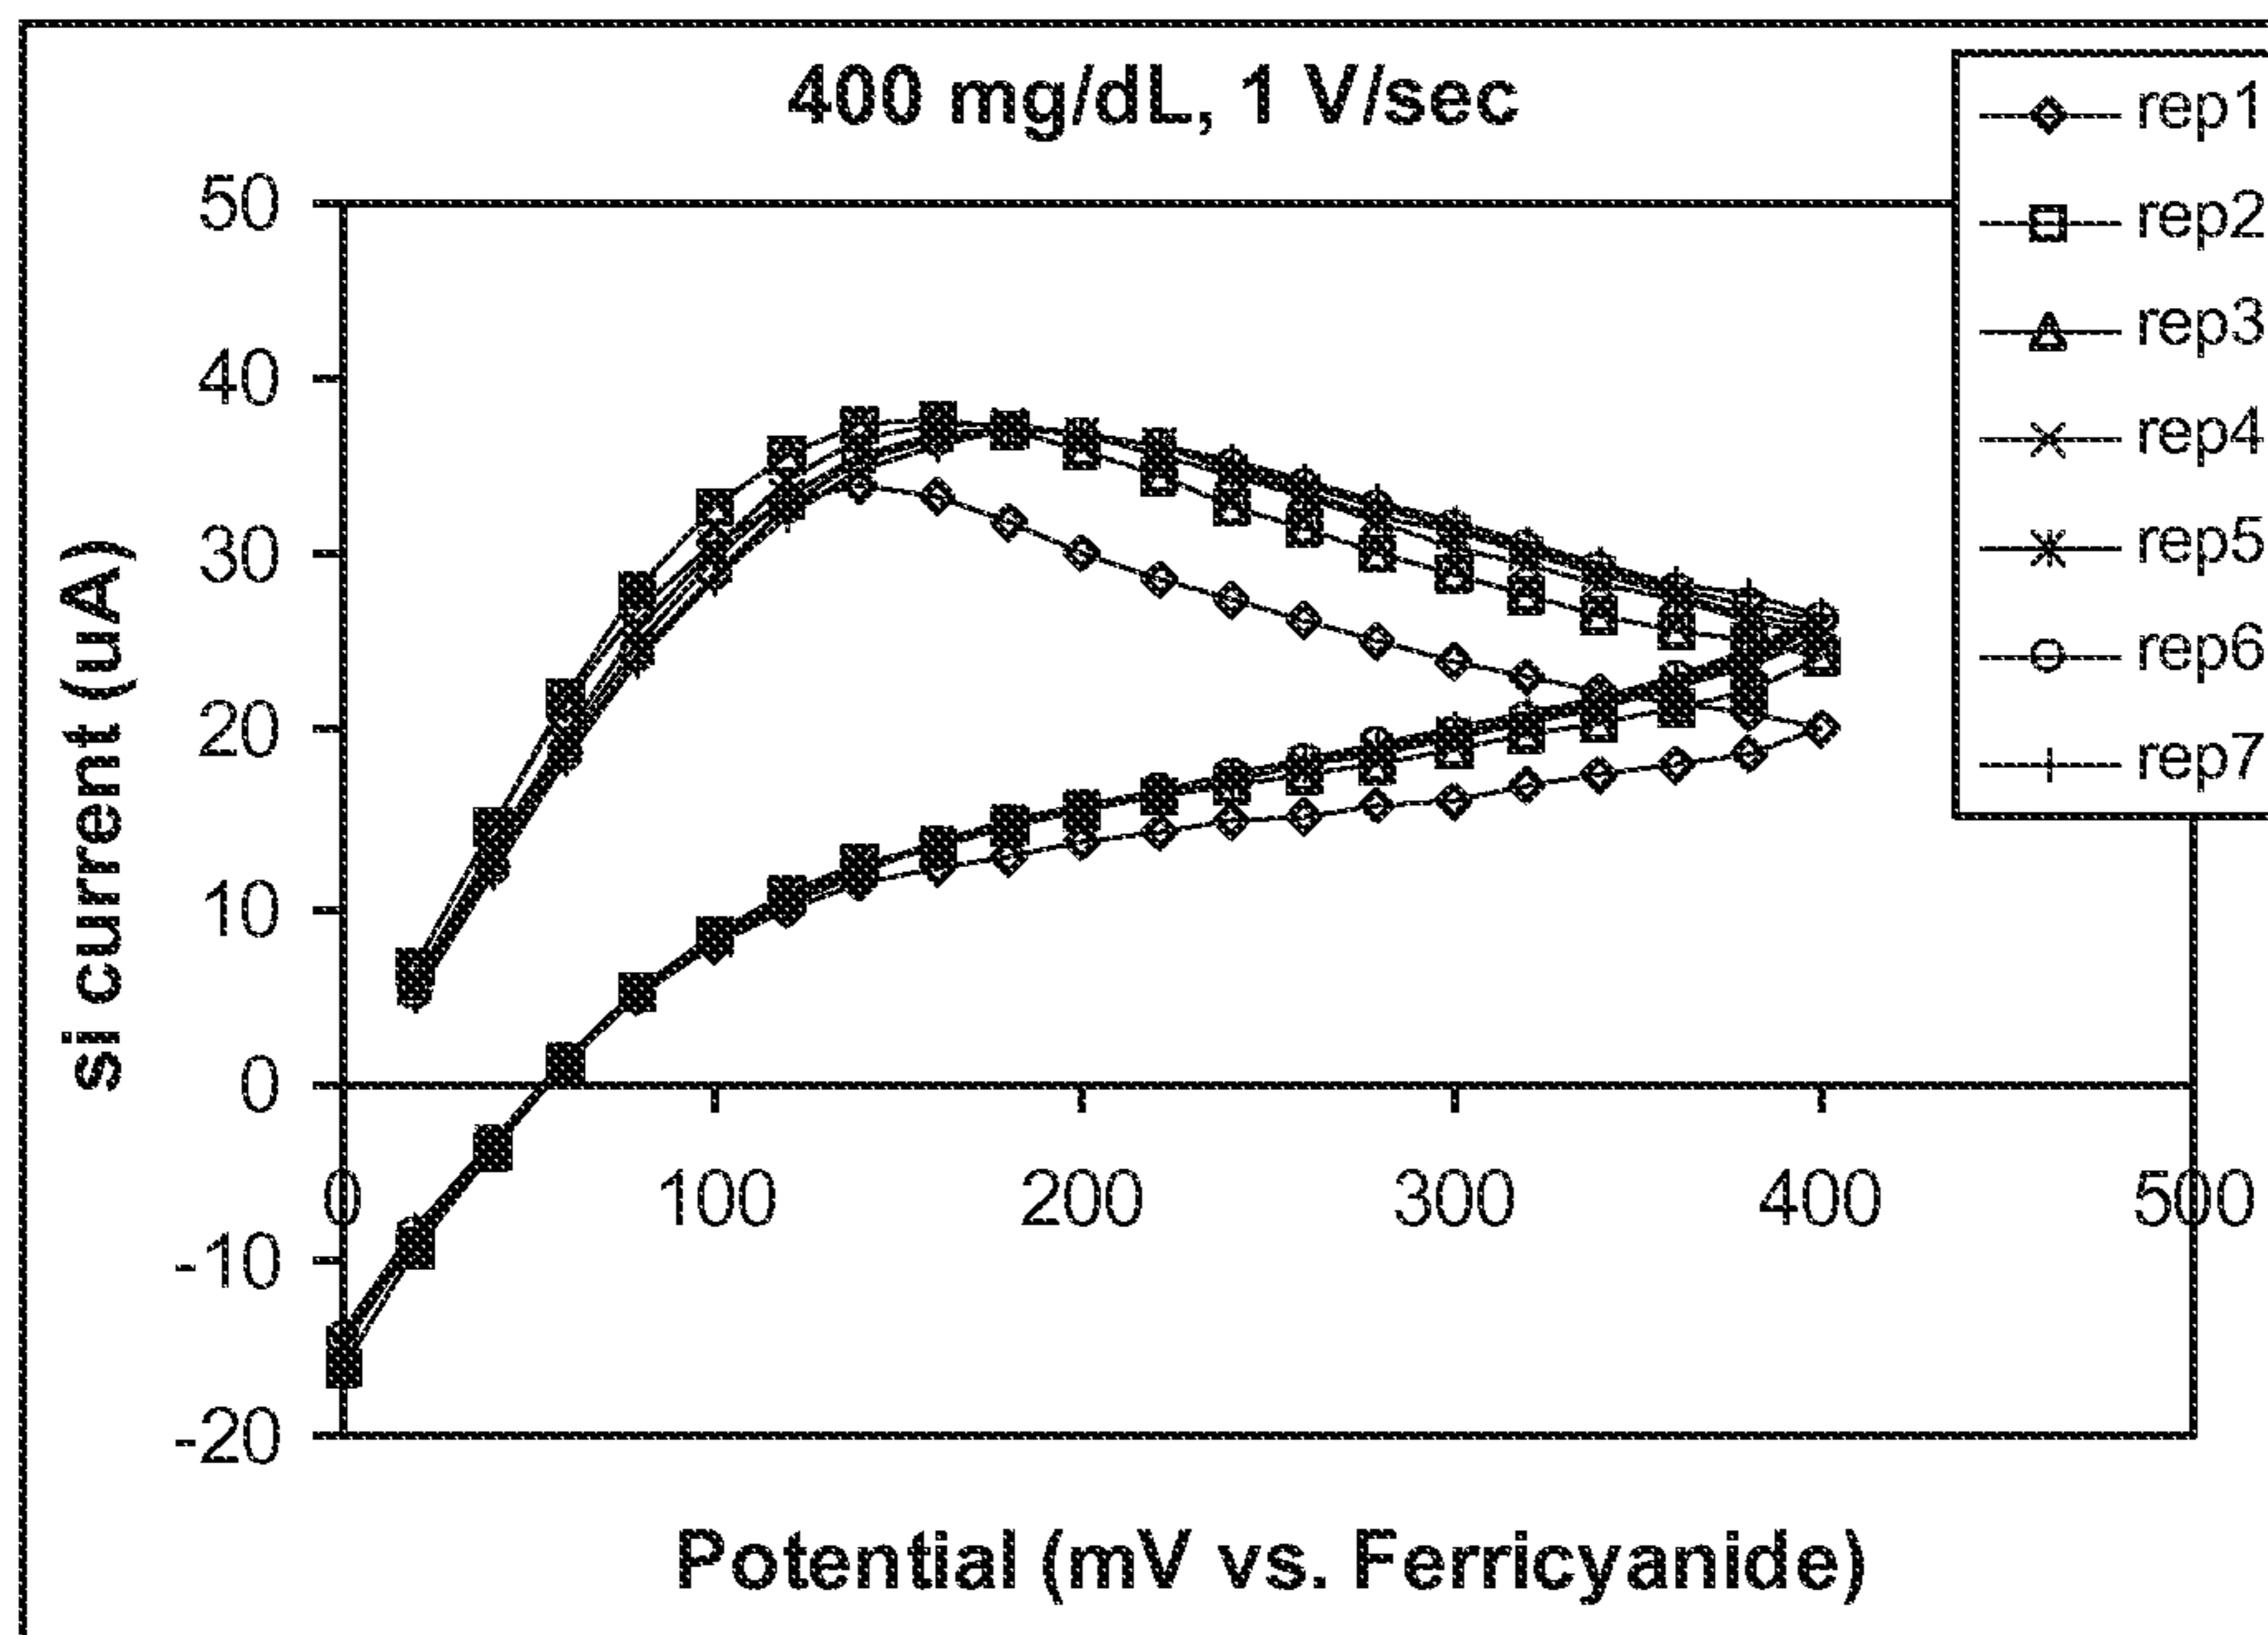 400 mg/dL, 1 V/sec
rep1
rep2
rep3
rep4
rep5
rep6
rep7
si current (uA)
50
40
30
20
10
0
-10
-20
0 100 200 300 400 500
Potential (mV vs. Ferricyanide)